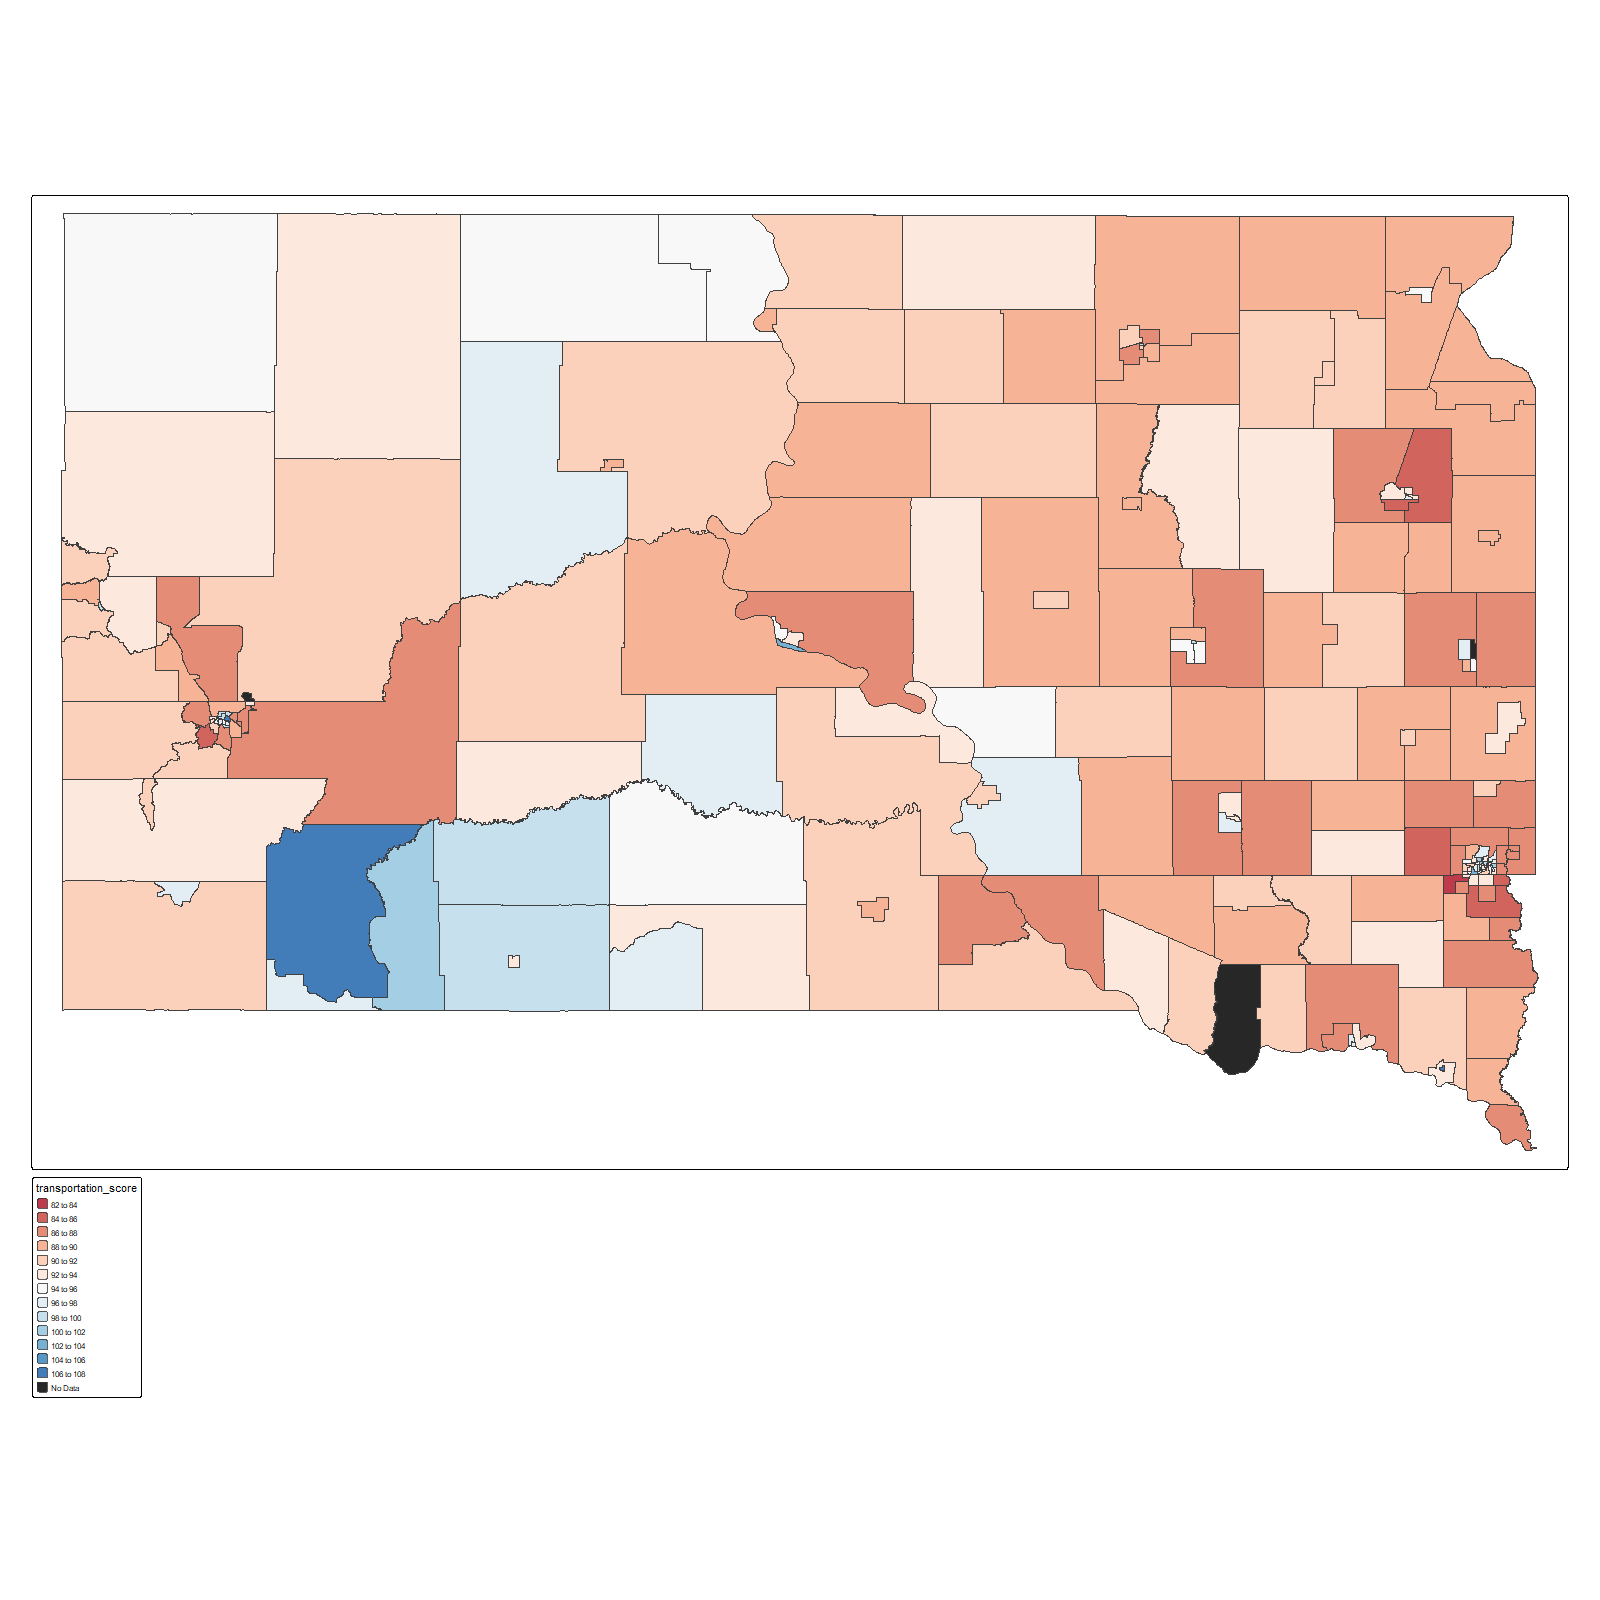 transportation_score
82 to 84
84 to 86
86 to 88
88 to 90
90 to 92
92 to 94
94 to 96
96 to 98
98 to 100
100 to 102
102 to 104
104 to 106
106 to 108
No Data